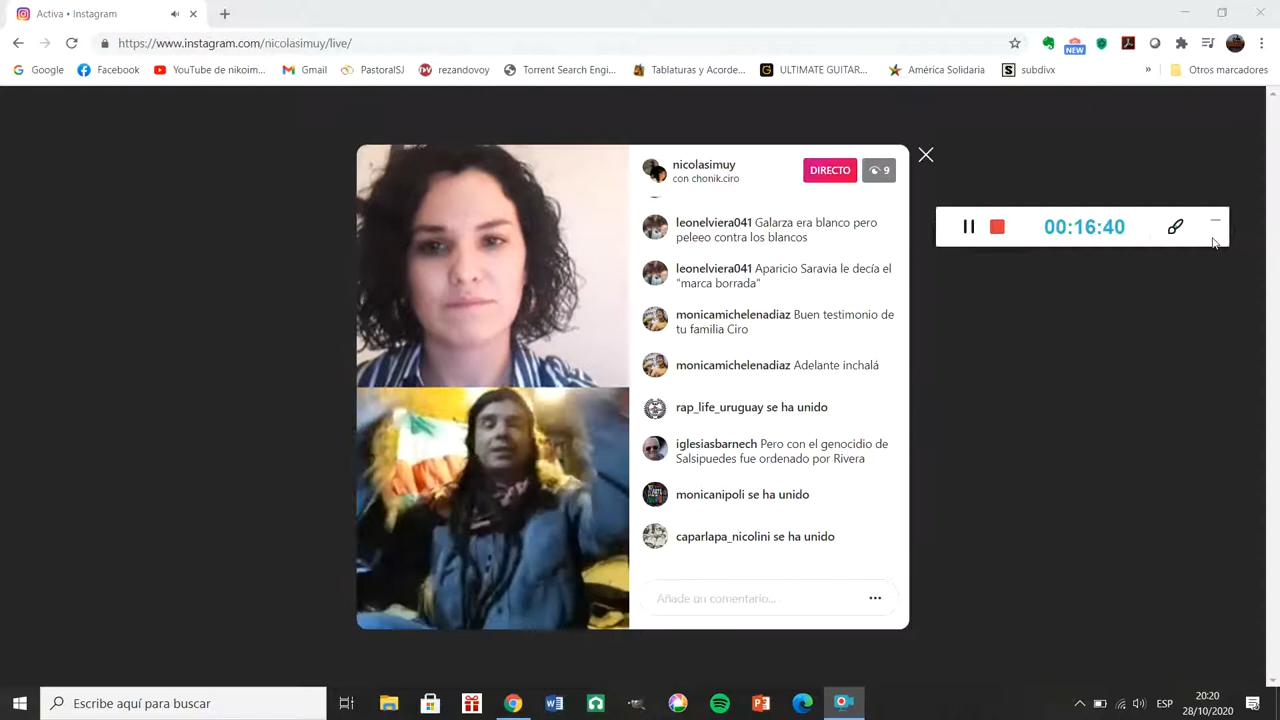 Activa • Instagram
https://www.instagram.com/nicolasimuy/live/
NEW
Google
Facebook
YouTube de nikoim...
Gmail
PastoralSJ
rezandovoy
Torrent Search Engi...
Tablaturas y Acorde...
ULTIMATE GUITAR...
América Solidaria
subdivx
»
Otros marcadores
nicolasimuy
con chonik.ciro
DIRECTO
9
leonelviera041 Galarza era blanco pero
peleeo contra los blancos
leonelviera041 Aparicio Saravia le decía el
"marca borrada"
monicamichelenadiaz Buen testimonio de
tu familia Ciro
monicamichelenadiaz Adelante inchalá
rap_life_uruguay se ha unido
iglesiasbarnech Pero con el genocidio de
Salsipuedes fue ordenado por Rivera
monicanipoli se ha unido
caparlapa_nicolini se ha unido
Añade un comentario...
00:16:40
Escribe aquí para buscar
ESP
20:20
28/10/2020